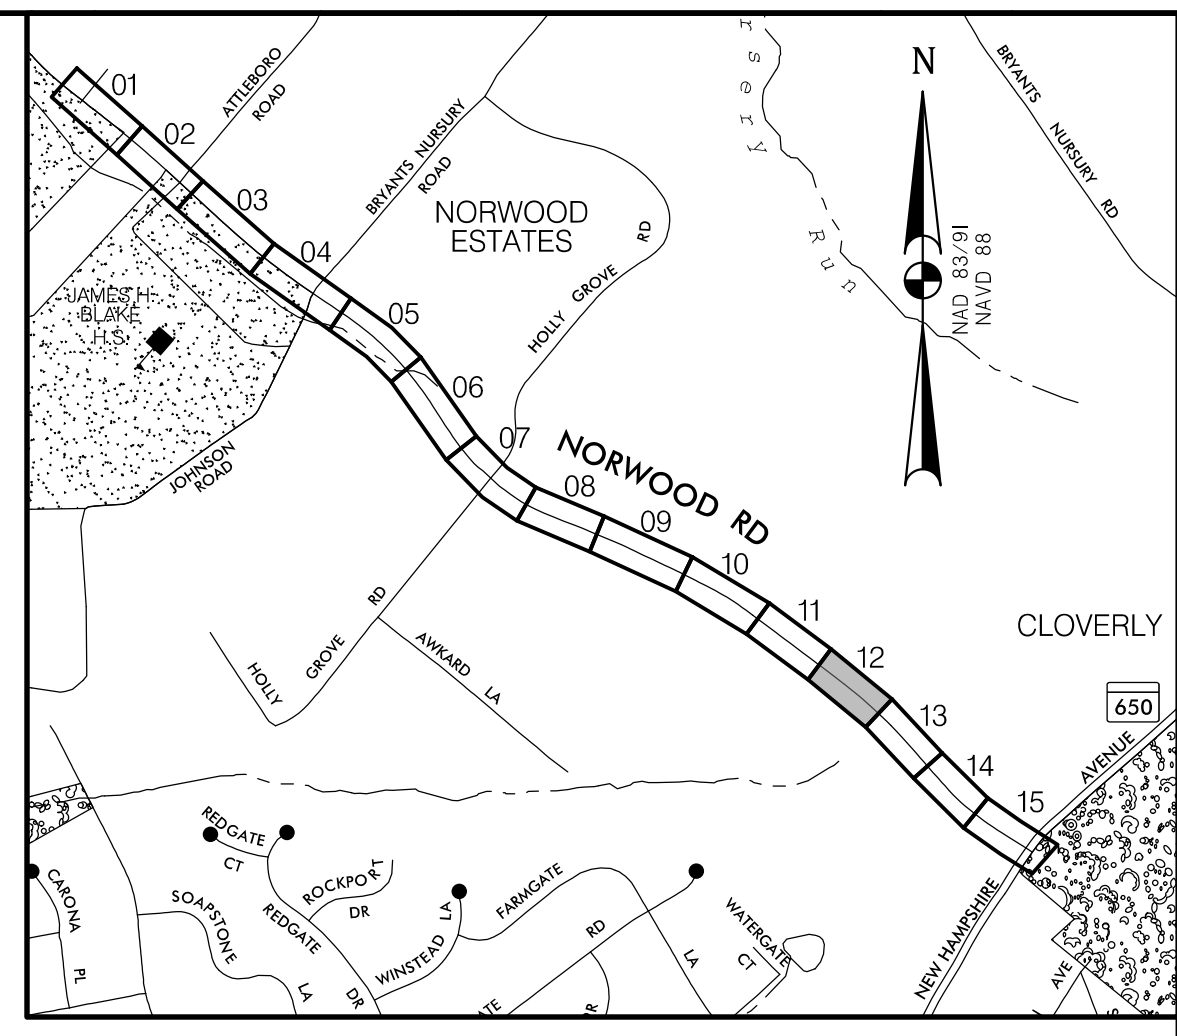 01
02
03
04
05
06
07
08
09
10
11
12
13
14
15
ATTLEBORO
ROAD
BRYANTS NURSERY
ROAD
NORWOOD
ESTATES
HOLLY GROVE RD
rsery
Run
N
NAD 83/91
NAVD 88
BRYANTS NURSURY RD
JAMES H.
BLAKE
H.S.
JOHNSON
ROAD
NORWOOD RD
CLOVERLY
650
HOLLY GROVE RD
AWKARD LA
AVENUE
NEW HAMPSHIRE
AVE
REDGATE
CT
ROCKPORT
DR
SOAPSTONE
LA
REDGATE
DR
WINSTEAD LA
FARMGATE
LA
RD
WATERGATE
CT
CARONA
PL